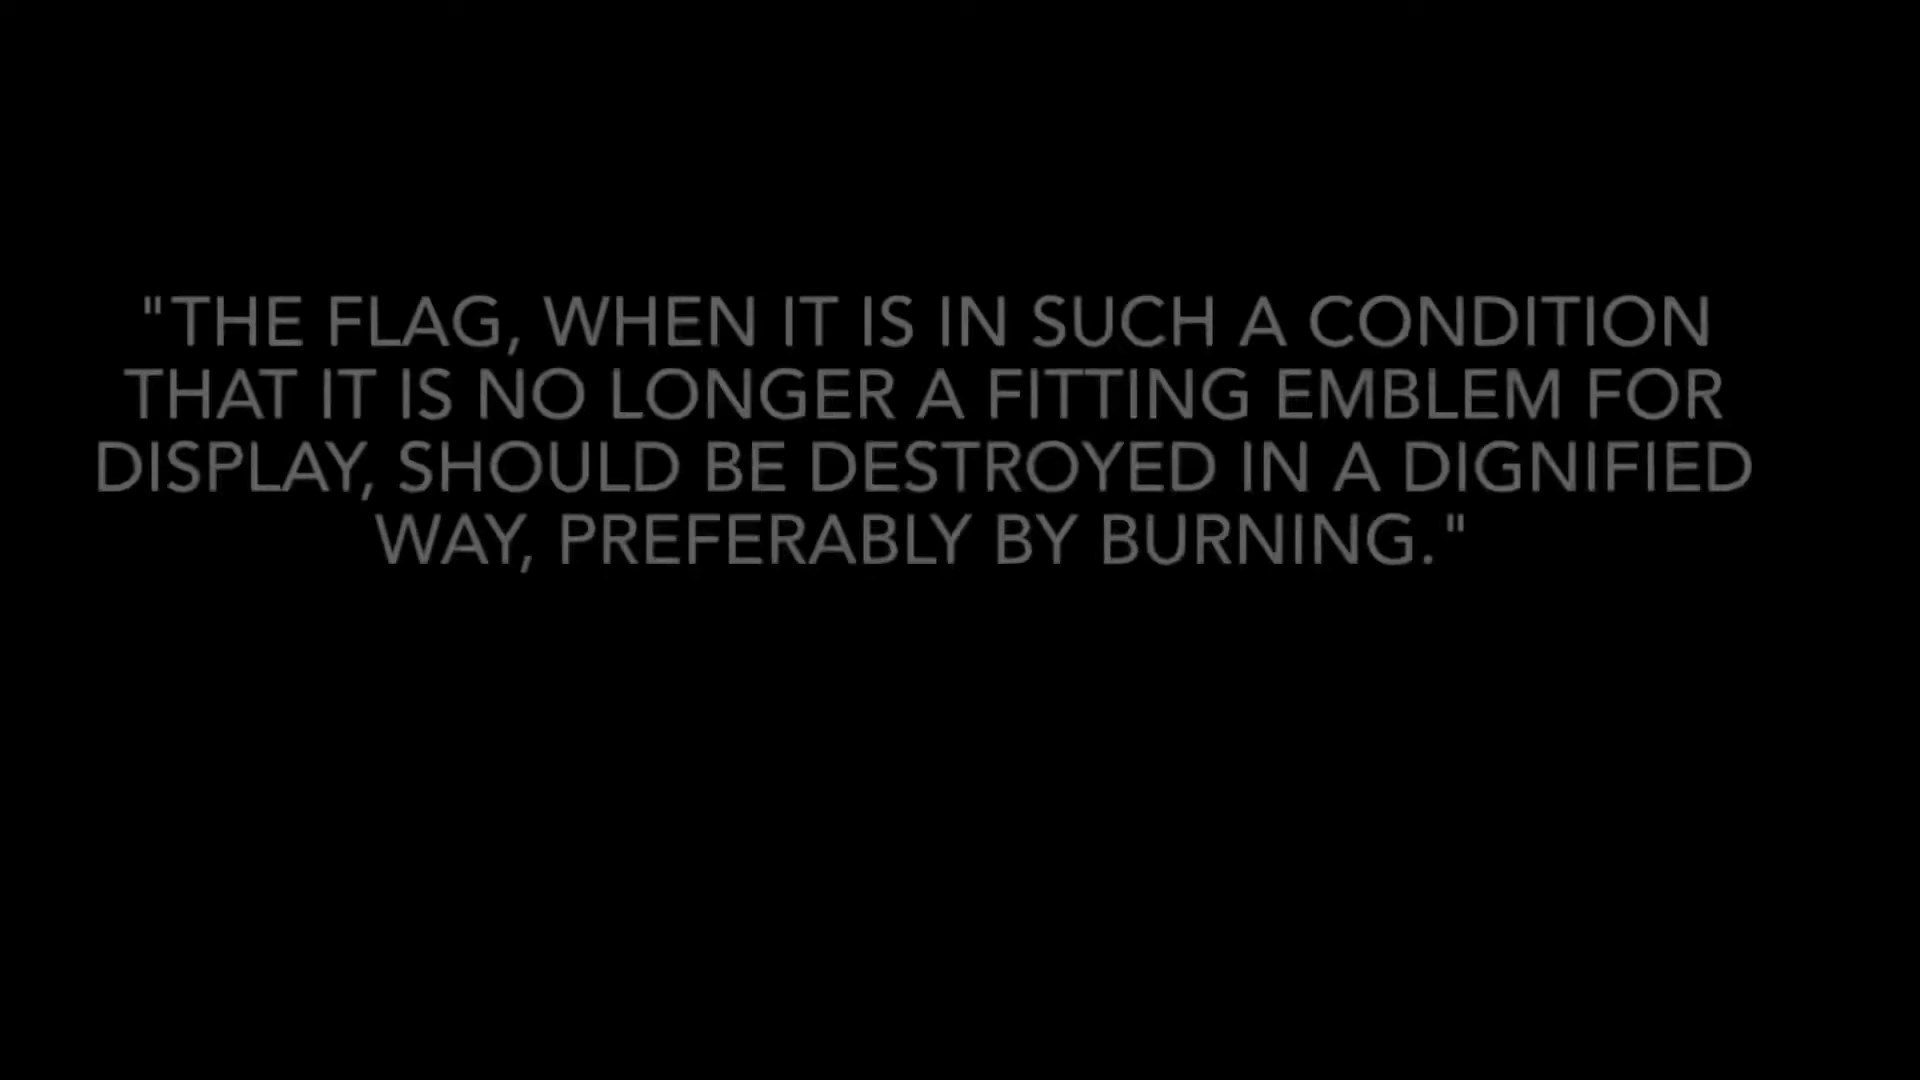 "THE FLAG, WHEN IT IS IN SUCH A CONDITION
THAT IT IS NO LONGER A FITTING EMBLEM FOR
DISPLAY, SHOULD BE DESTROYED IN A DIGNIFIED
WAY, PREFERABLY BY BURNING."